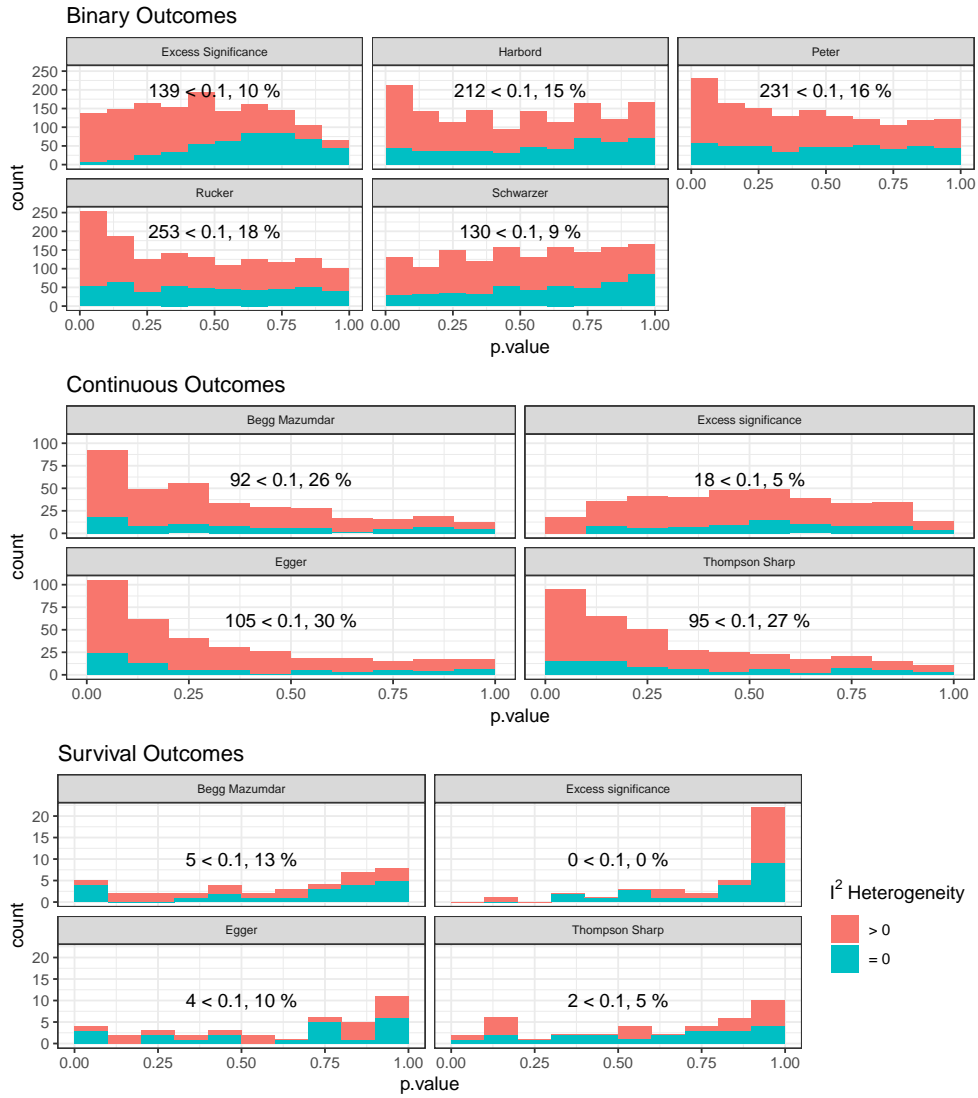 Binary Outcomes
Excess Significance
Harbord
Peter
139 < 0.1, 10 %
212 < 0.1, 15 %
231 < 0.1, 16 %
250
200
150
100
50
0
0.00 0.25 0.50 0.75 1.00
Rucker
Schwarzer
253 < 0.1, 18 %
130 < 0.1, 9 %
250
200
150
100
50
0
0.00 0.25 0.50 0.75 1.00
0.00 0.25 0.50 0.75 1.00
count
p.value
Continuous Outcomes
Begg Mazumdar
Excess significance
92 < 0.1, 26 %
18 < 0.1, 5 %
100
75
50
25
0
Egger
Thompson Sharp
105 < 0.1, 30 %
95 < 0.1, 27 %
100
75
50
25
0
0.00 0.25 0.50 0.75 1.00
0.00 0.25 0.50 0.75 1.00
count
p.value
Survival Outcomes
Begg Mazumdar
Excess significance
5 < 0.1, 13 %
0 < 0.1, 0 %
20
15
10
5
0
Egger
Thompson Sharp
4 < 0.1, 10 %
2 < 0.1, 5 %
20
15
10
5
0
0.00 0.25 0.50 0.75 1.00
0.00 0.25 0.50 0.75 1.00
count
p.value
I² Heterogeneity
> 0
= 0